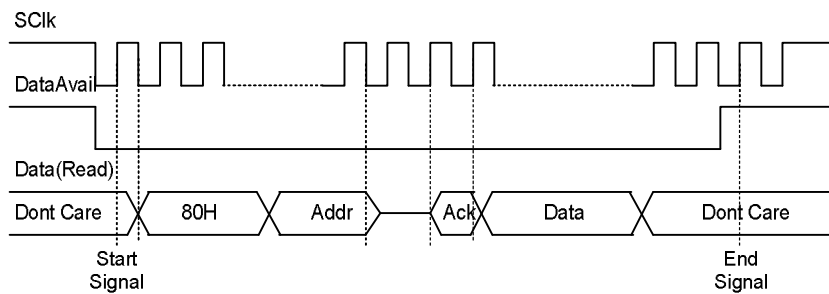 SClk
DataAvail
Data(Read)
Dont Care 80H Addr Ack Data Dont Care
Start End
Signal Signal